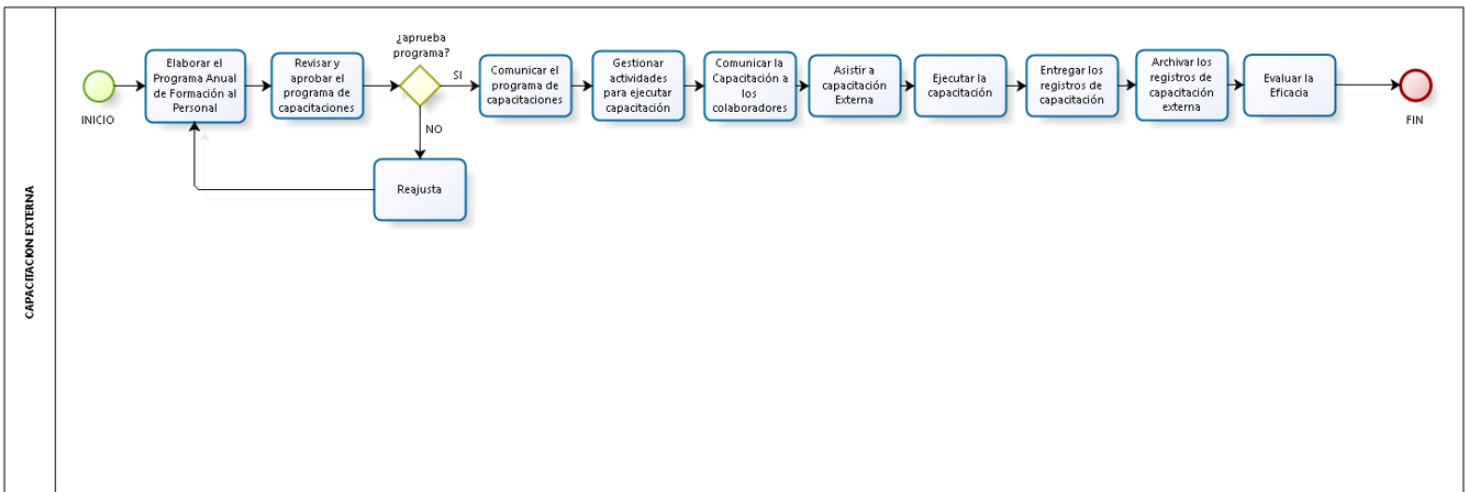 CAPACITACION EXTERNA
INICIO
Elaborar el
Programa Anual
de Formación al
Personal
Revisar y
aprobar el
programa de
capacitaciones
¿aprueba
programa?
SI
NO
Reajusta
Comunicar el
programa de
capacitaciones
Gestionar
actividades
para ejecutar
capacitación
Comunicar la
Capacitación a
los
colaboradores
Asistir a
capacitación
Externa
Ejecutar la
capacitación
Entregar los
registros de
capacitación
Archivar los
registros de
capacitación
externa
Evaluar la
Eficacia
FIN